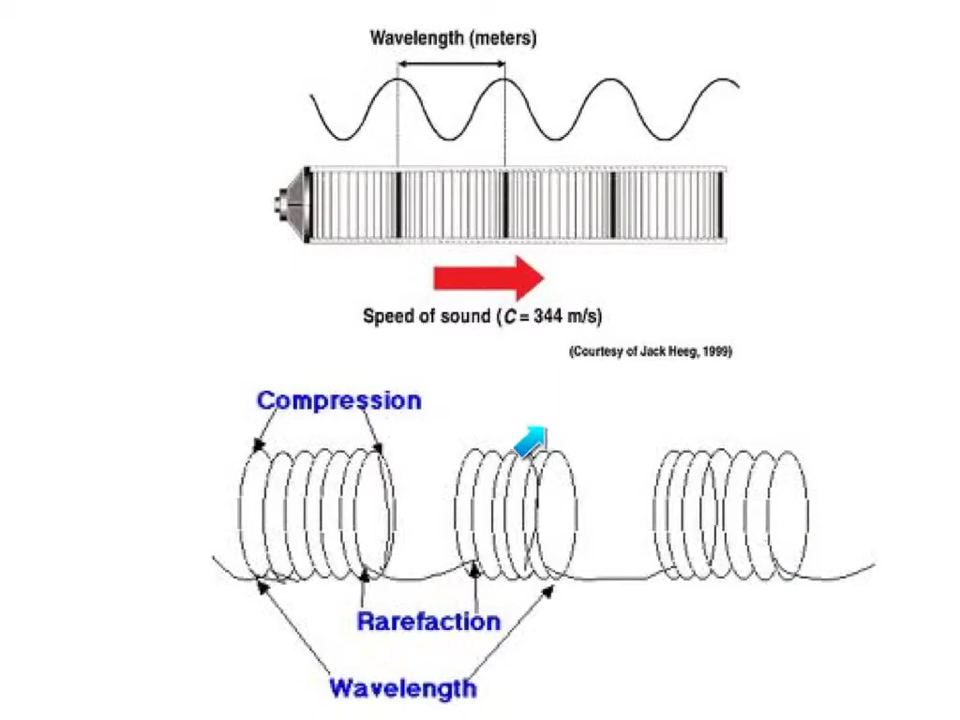 Wavelength (meters)
Speed of sound (C = 344 m/s)
(Courtesy of Jack Heeg, 1999)
Compression
Rarefaction
Wavelength